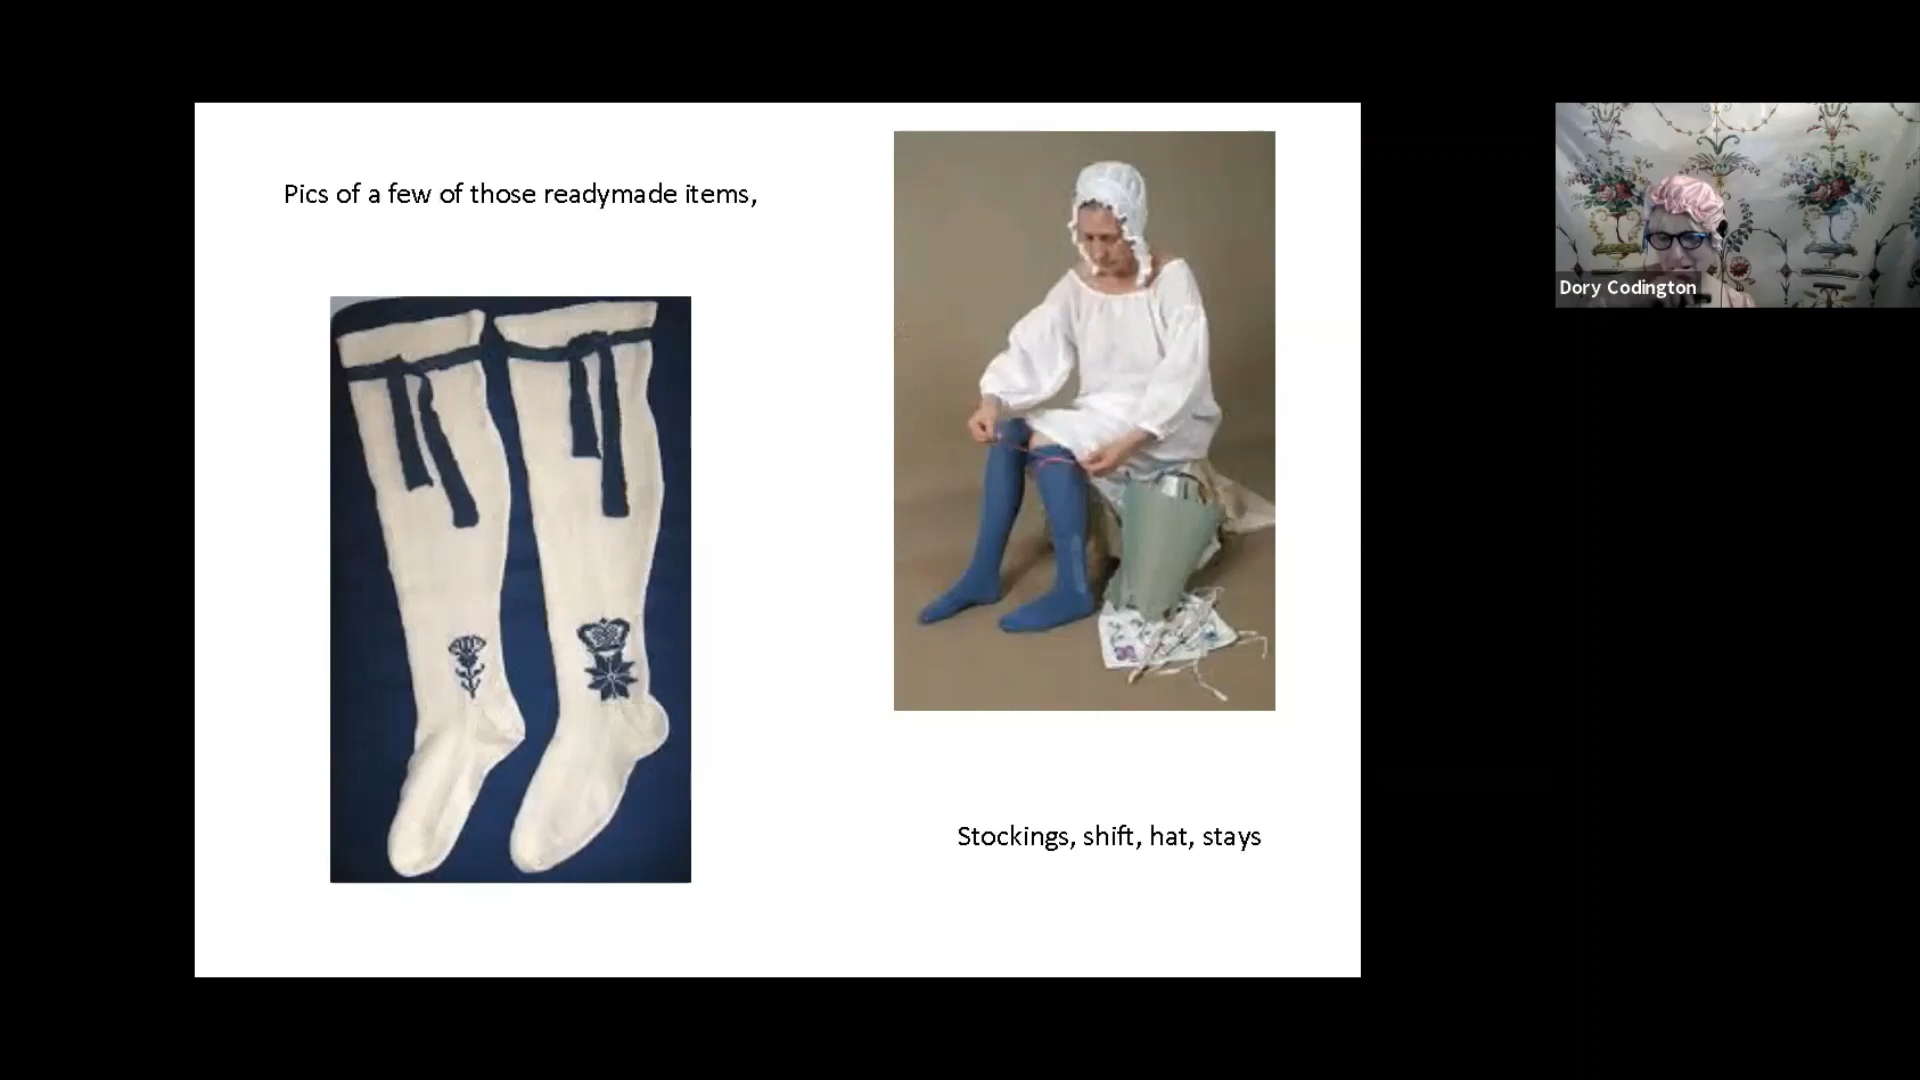 Pics of a few of those readymade items,
Dory Codington
Stockings, shift, hat, stays